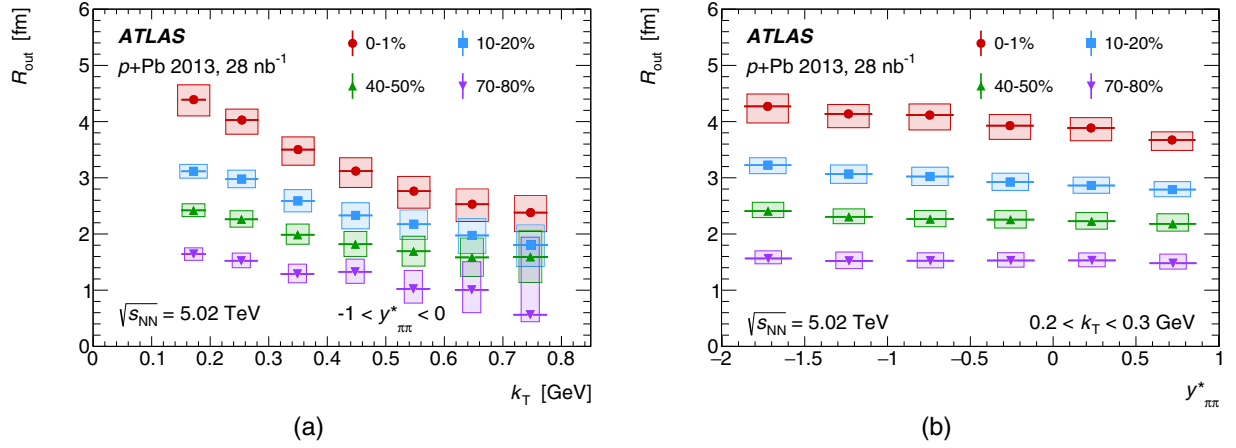 R_out [fm]
6
5
4
3
2
1
0
ATLAS
p+Pb 2013, 28 nb⁻¹
0-1%
10-20%
40-50%
70-80%
√s_NN = 5.02 TeV
-1 < y*_ππ < 0
0 0.1 0.2 0.3 0.4 0.5 0.6 0.7 0.8
k_T [GeV]
(a)
R_out [fm]
6
5
4
3
2
1
0
ATLAS
p+Pb 2013, 28 nb⁻¹
0-1%
10-20%
40-50%
70-80%
√s_NN = 5.02 TeV
0.2 < k_T < 0.3 GeV
−2 −1.5 −1 −0.5 0 0.5 1
y*_ππ
(b)